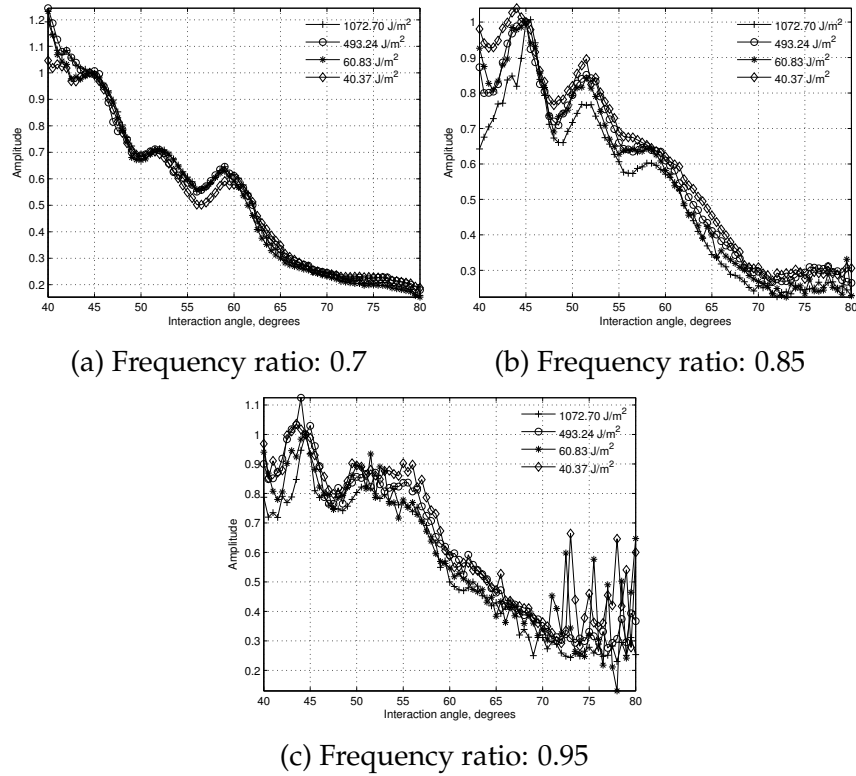 1.2
1.1
1
0.9
0.8
0.7
0.6
0.5
0.4
0.3
0.2
Amplitude
40 45 50 55 60 65 70 75 80
Interaction angle, degrees
1072.70 J/m²
493.24 J/m²
60.83 J/m²
40.37 J/m²
(a) Frequency ratio: 0.7
1
0.9
0.8
0.7
0.6
0.5
0.4
0.3
Amplitude
40 45 50 55 60 65 70 75 80
Interaction angle, degrees
1072.70 J/m²
493.24 J/m²
60.83 J/m²
40.37 J/m²
(b) Frequency ratio: 0.85
1.1
1
0.9
0.8
0.7
0.6
0.5
0.4
0.3
0.2
Amplitude
40 45 50 55 60 65 70 75 80
Interaction angle, degrees
1072.70 J/m²
493.24 J/m²
60.83 J/m²
40.37 J/m²
(c) Frequency ratio: 0.95